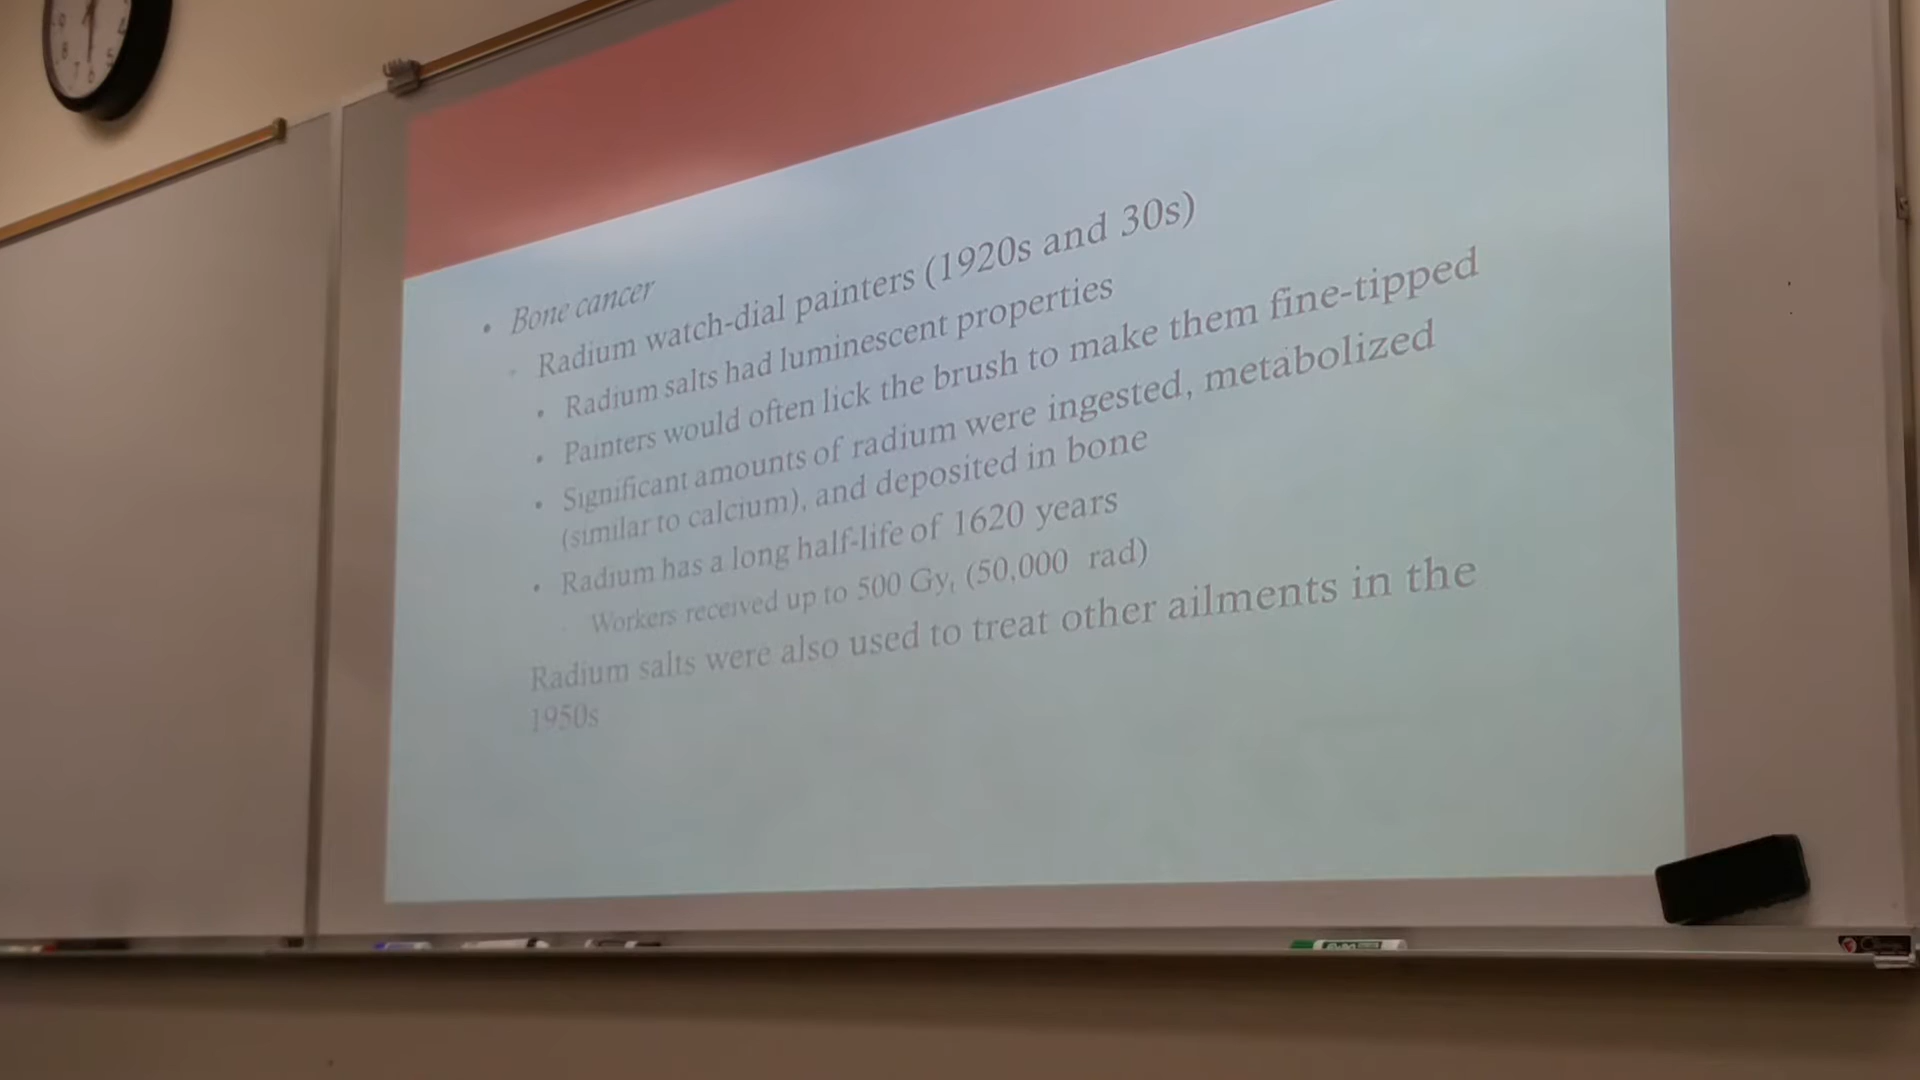 • Bone cancer
Radium watch-dial painters (1920s and 30s)
• Radium salts had luminescent properties
• Painters would often lick the brush to make them fine-tipped
• Significant amounts of radium were ingested, metabolized
(similar to calcium), and deposited in bone
• Radium has a long half-life of 1620 years
Workers received up to 500 Gy, (50,000 rad)
Radium salts were also used to treat other ailments in the
1950s